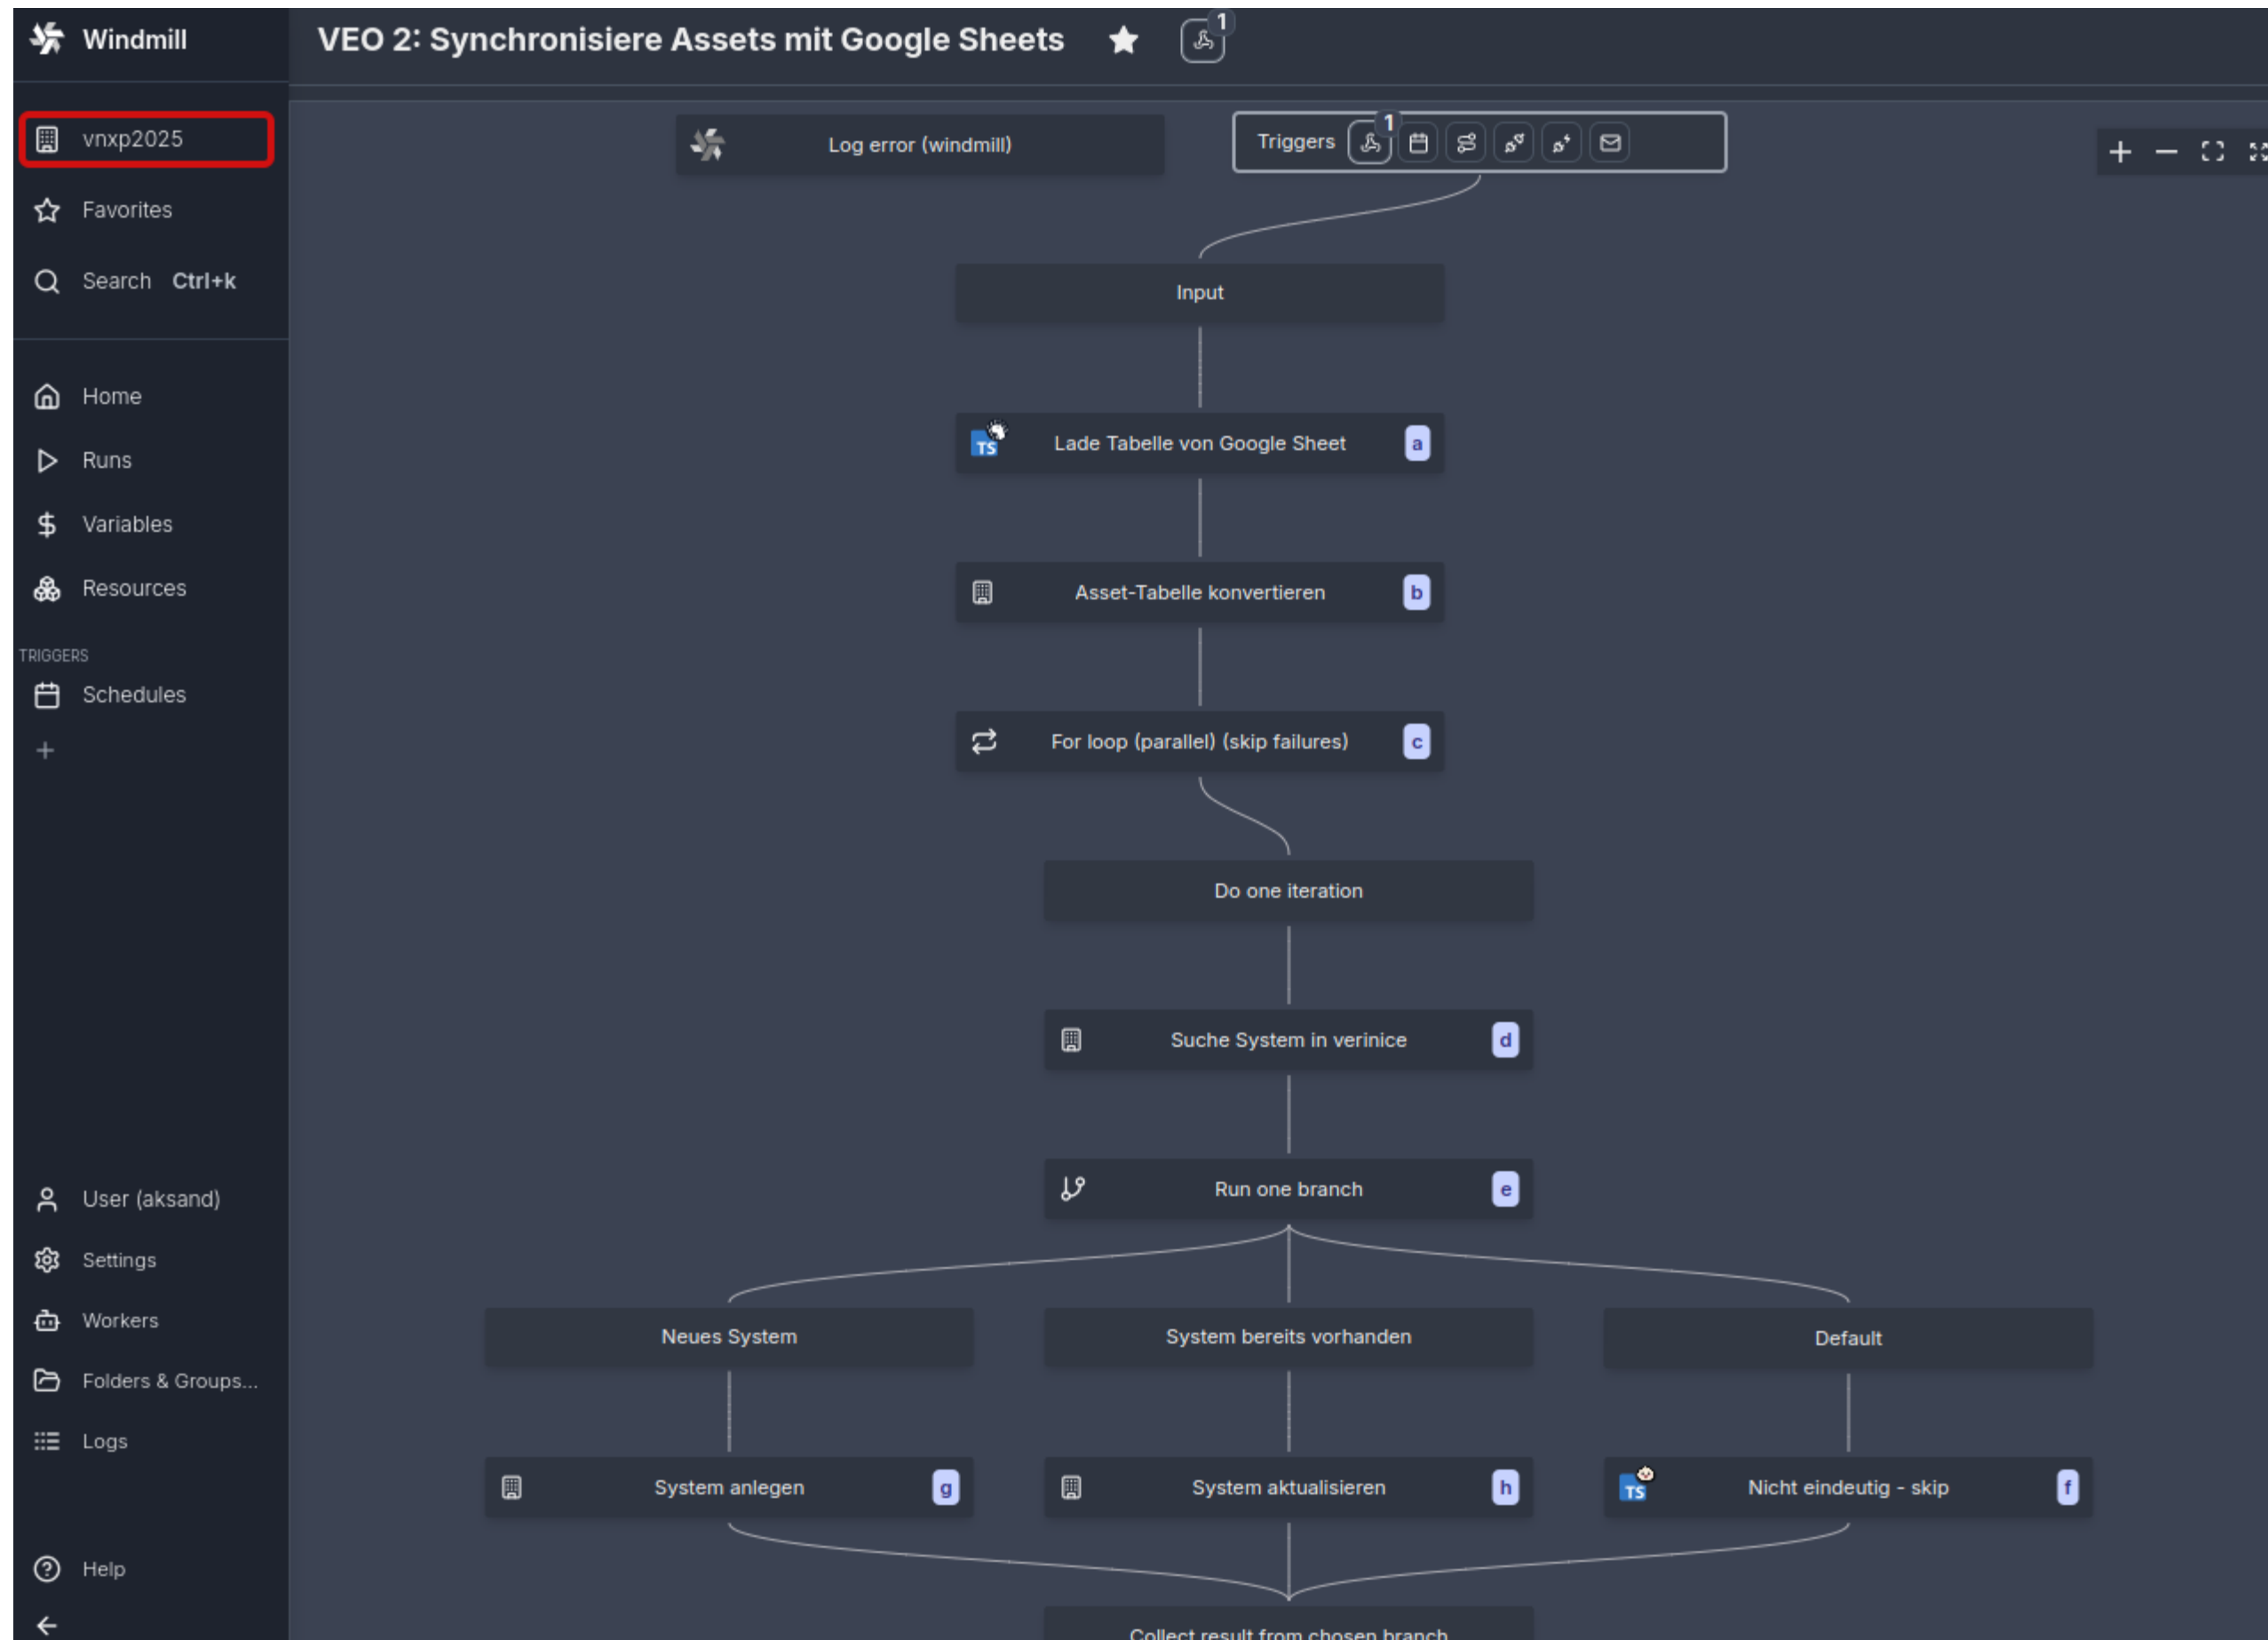 Windmill
VEO 2: Synchronisiere Assets mit Google Sheets
1
vnxp2025
Favorites
Search Ctrl+k
Home
Runs
Variables
Resources
TRIGGERS
Schedules
User (aksand)
Settings
Workers
Folders & Groups...
Logs
Help
Log error (windmill)
Triggers 1
Input
TS Lade Tabelle von Google Sheet a
Asset-Tabelle konvertieren b
For loop (parallel) (skip failures) c
Do one iteration
Suche System in verinice d
Run one branch e
Neues System
System bereits vorhanden
Default
System anlegen g
System aktualisieren h
TS Nicht eindeutig - skip f
Collect result from chosen branch